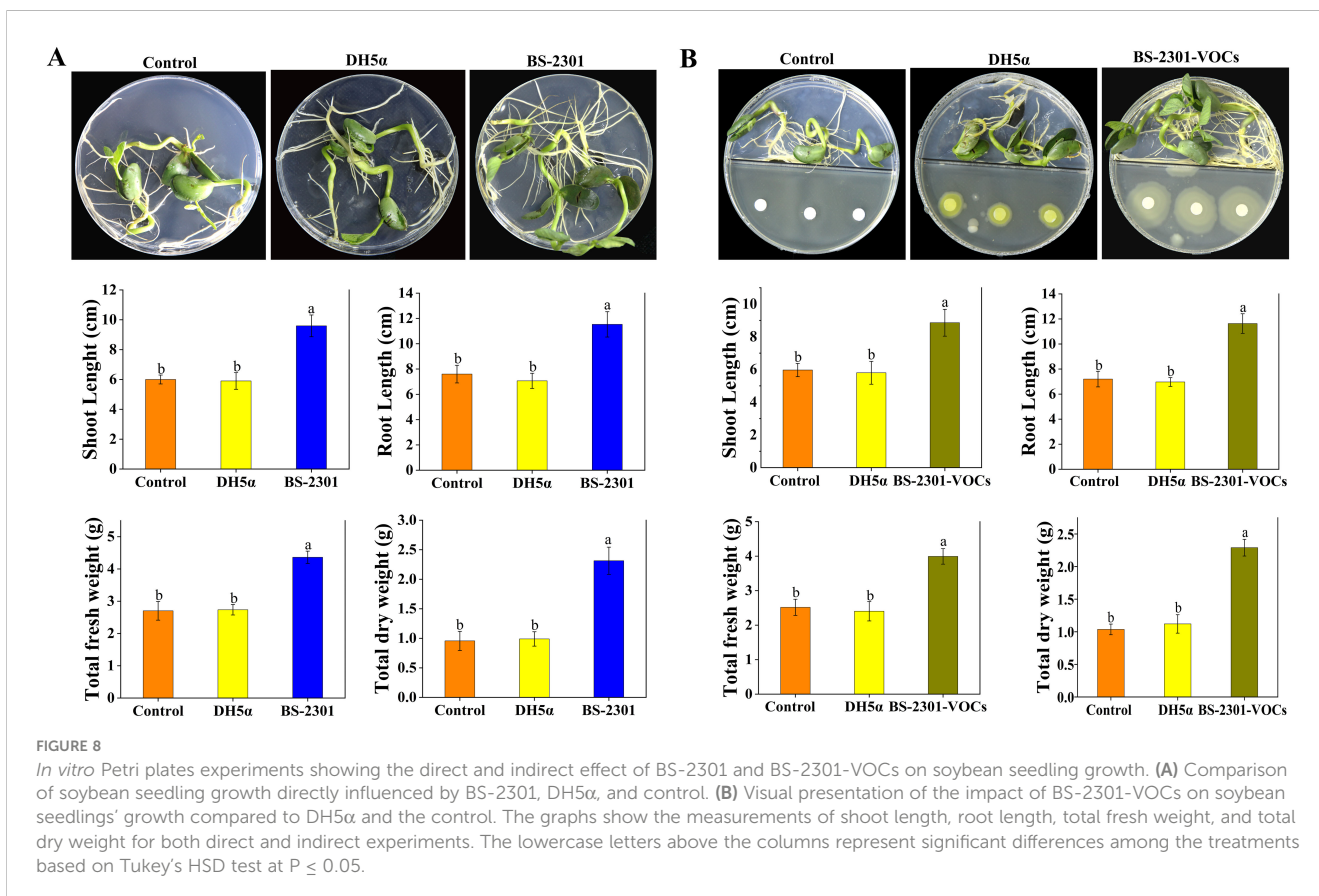 A
Control
DH5α
BS-2301
B
Control
DH5α
BS-2301-VOCs
Shoot Lenght (cm)
12
10
8
6
4
2
0
b
b
a
Control
DH5α
BS-2301
Root Length (cm)
14
12
10
8
6
4
2
0
b
b
a
Control
DH5α
BS-2301
Shoot Length (cm)
10
8
6
4
2
0
b
b
a
Control
DH5α
BS-2301-VOCs
Root Length (cm)
14
12
10
8
6
4
2
0
b
b
a
Control
DH5α
BS-2301-VOCs
Total fresh weight (g)
5
4
3
2
1
0
b
b
a
Control
DH5α
BS-2301
Total dry weight (g)
3.0
2.5
2.0
1.5
1.0
0.5
0.0
b
b
a
Control
DH5α
BS-2301
Total fresh weight (g)
5
4
3
2
1
0
b
b
a
Control
DH5α
BS-2301-VOCs
Total dry weight (g)
2.5
2.0
1.5
1.0
0.5
0.0
b
b
a
Control
DH5α
BS-2301-VOCs
FIGURE 8
In vitro Petri plates experiments showing the direct and indirect effect of BS-2301 and BS-2301-VOCs on soybean seedling growth. (A) Comparison
of soybean seedling growth directly influenced by BS-2301, DH5α, and control. (B) Visual presentation of the impact of BS-2301-VOCs on soybean
seedlings' growth compared to DH5α and the control. The graphs show the measurements of shoot length, root length, total fresh weight, and total
dry weight for both direct and indirect experiments. The lowercase letters above the columns represent significant differences among the treatments
based on Tukey's HSD test at P ≤ 0.05.